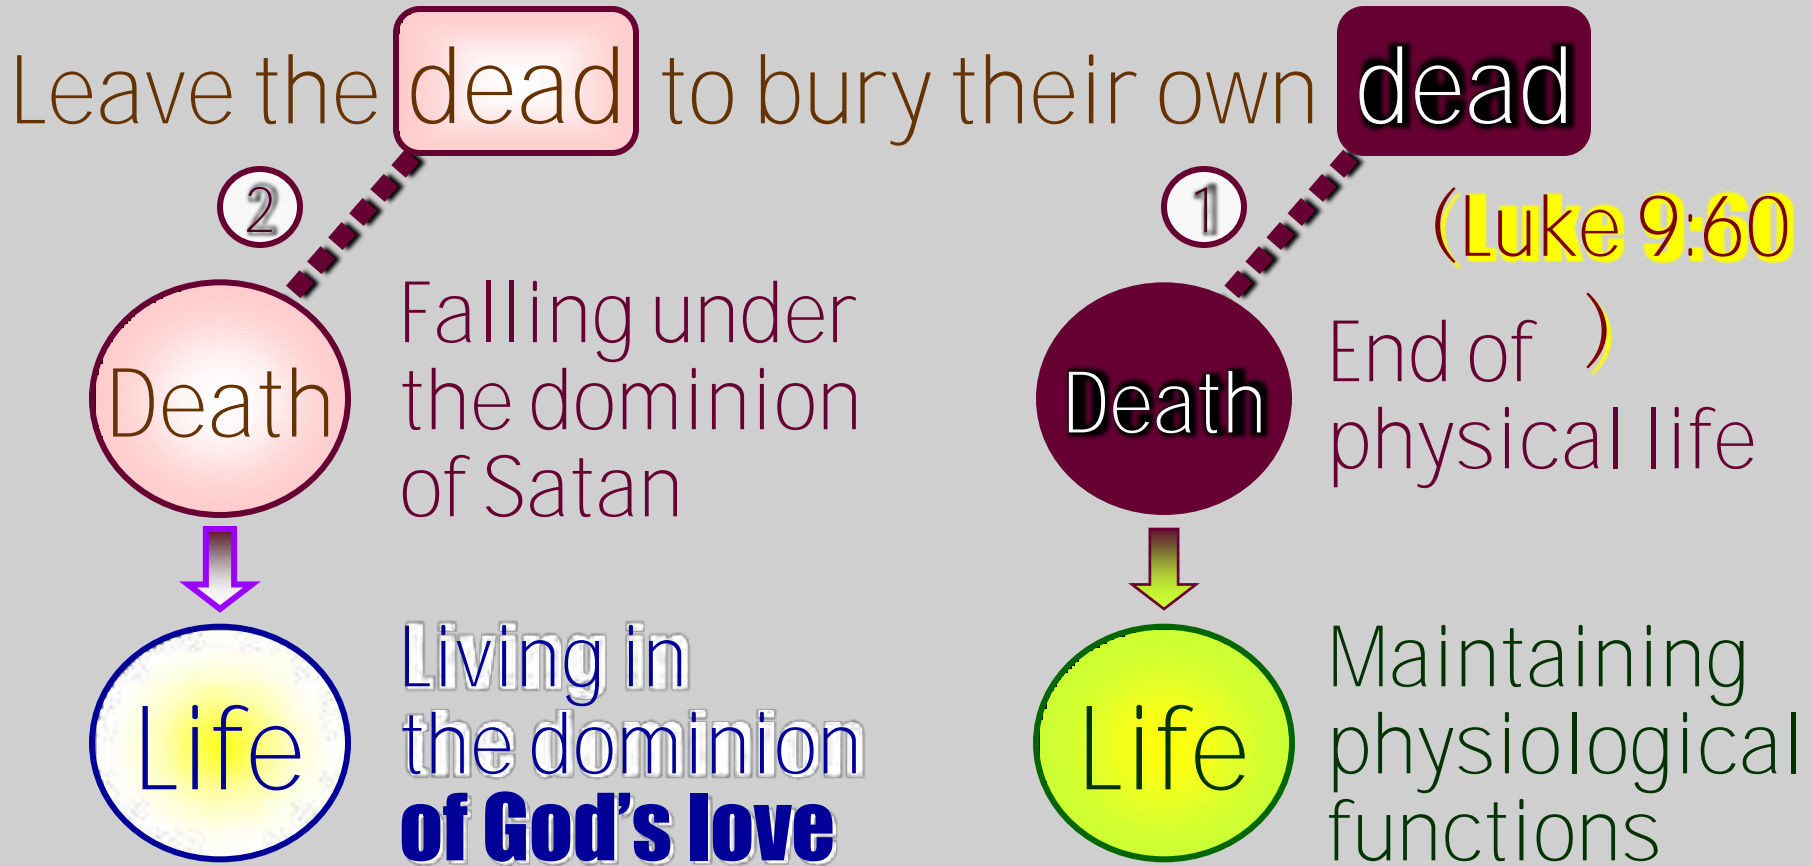 Leave the dead to bury their own dead
(Luke 9:60
)
2
Death
Falling under
the dominion
of Satan
Life
Living in
the dominion
of God's love
1
Death
End of
physical life
Life
Maintaining
physiological
functions